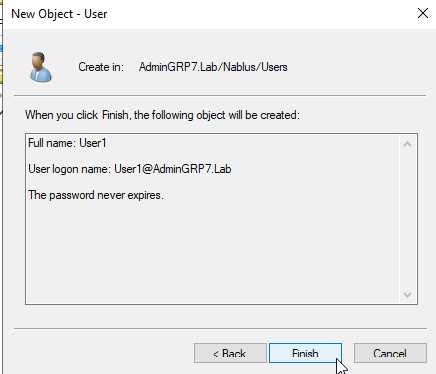 New Object - User
Create in: AdminGRP7.Lab/Nablus/Users
When you click Finish, the following object will be created:
Full name: User1
User logon name: User1@AdminGRP7.Lab
The password never expires.
< Back Finish Cancel